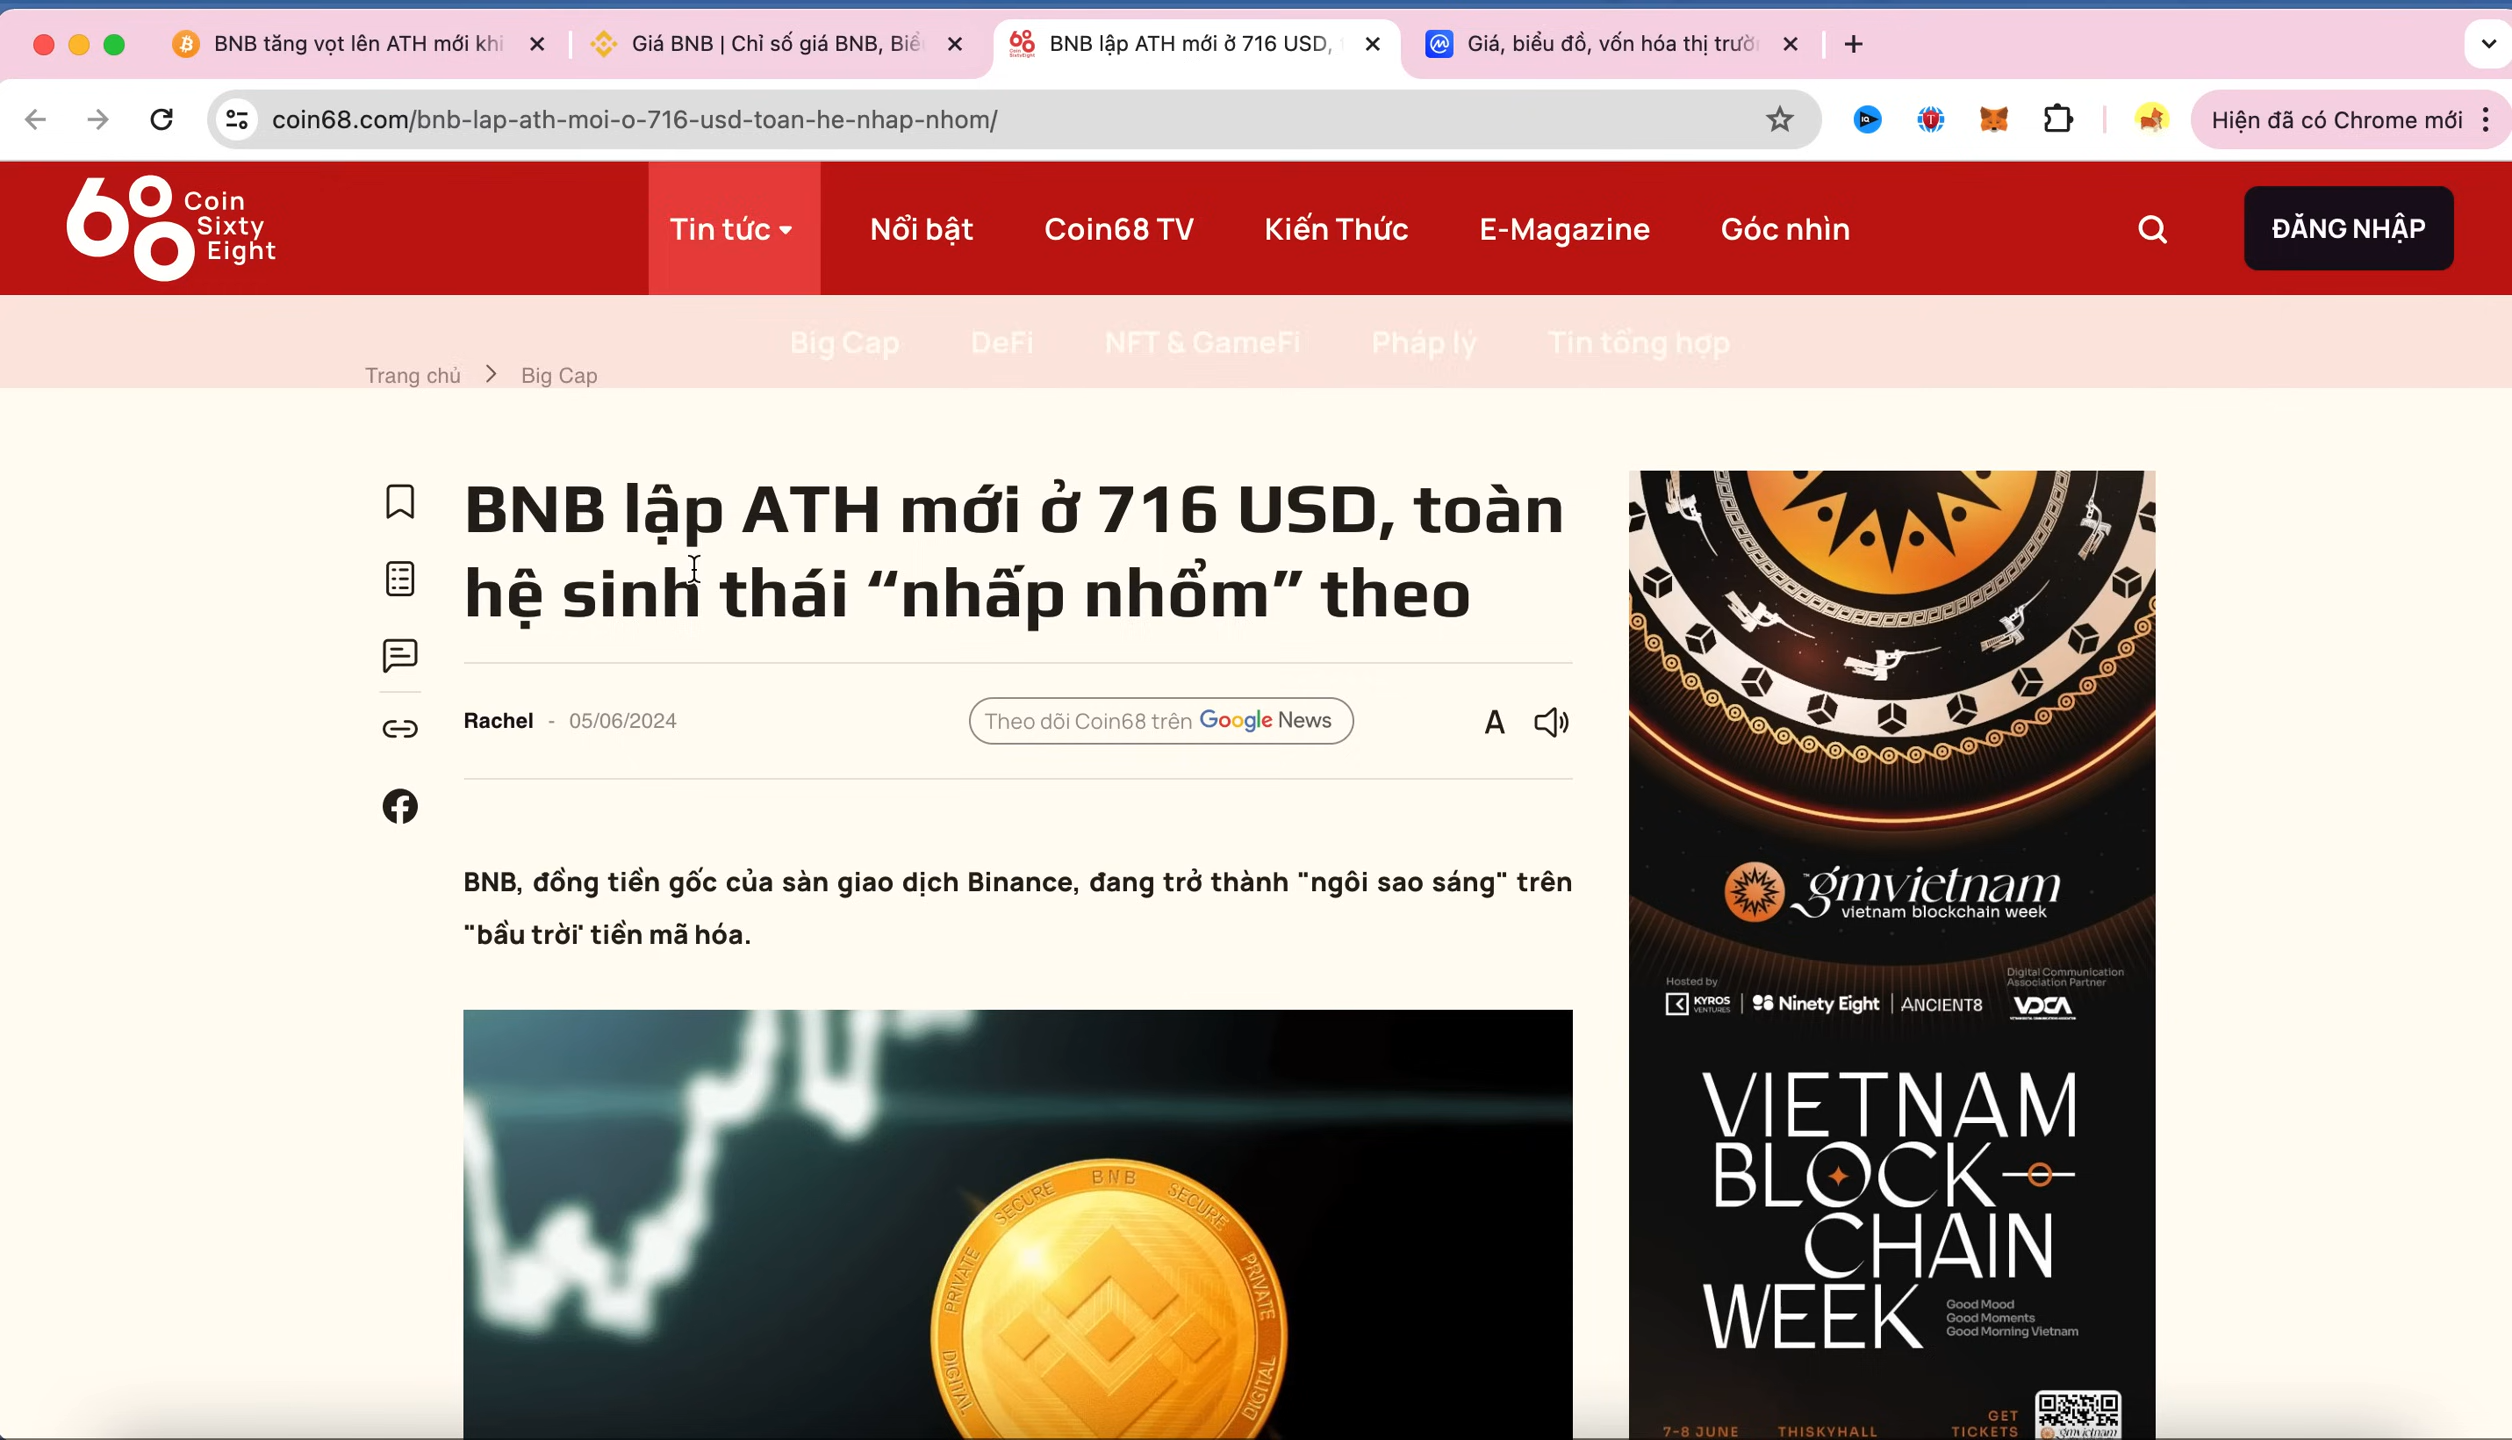 BNB tăng vọt lên ATH mới khi
Giá BNB | Chỉ số giá BNB, Biể
BNB lập ATH mới ở 716 USD,
Giá, biểu đồ, vốn hóa thị trườ
coin68.com/bnb-lap-ath-moi-o-716-usd-toan-he-nhap-nhom/
Hiện đã có Chrome mới
68
Coin
Sixty
Eight
Tin tức
Nổi bật
Coin68 TV
Kiến Thức
E-Magazine
Góc nhìn
ĐĂNG NHẬP
Big Cap
DeFi
NFT & GameFi
Pháp lý
Tin tổng hợp
Trang chủ
Big Cap
BNB lập ATH mới ở 716 USD, toàn
hệ sinh thái “nhấp nhổm” theo
Rachel - 05/06/2024
Theo dõi Coin68 trên Google News
A
BNB, đồng tiền gốc của sàn giao dịch Binance, đang trở thành "ngôi sao sáng" trên
"bầu trời' tiền mã hóa.
BNB
SECURE
SECURE
PRIVATE
PRIVATE
DIGITAL
DIGITAL
gmvietnam
vietnam blockchain week
Hosted by
Digital Communication
Association Partner
KYROS
VENTURES
Ninety Eight
ANCIENT8
VDCA
VIETNAM
BLOCK
CHAIN
WEEK
Good Mood
Good Moments
Good Morning Vietnam
GET
TICKETS
7-8 JUNE
THISKYHALL
gmvietnam